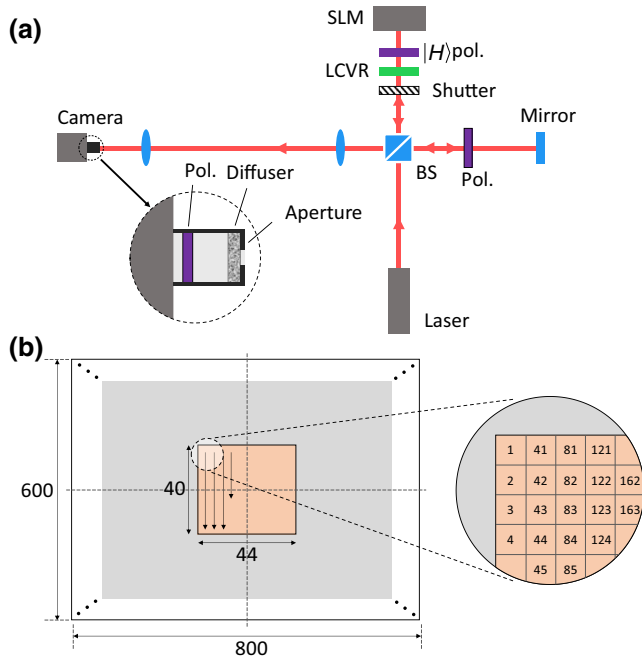 (a)
SLM
|H⟩pol.
LCVR
Shutter
Camera
Mirror
BS
Pol.
Pol.
Diffuser
Aperture
Laser
(b)
600
40
44
800
1 41 81 121
2 42 82 122 162
3 43 83 123 163
4 44 84 124
45 85